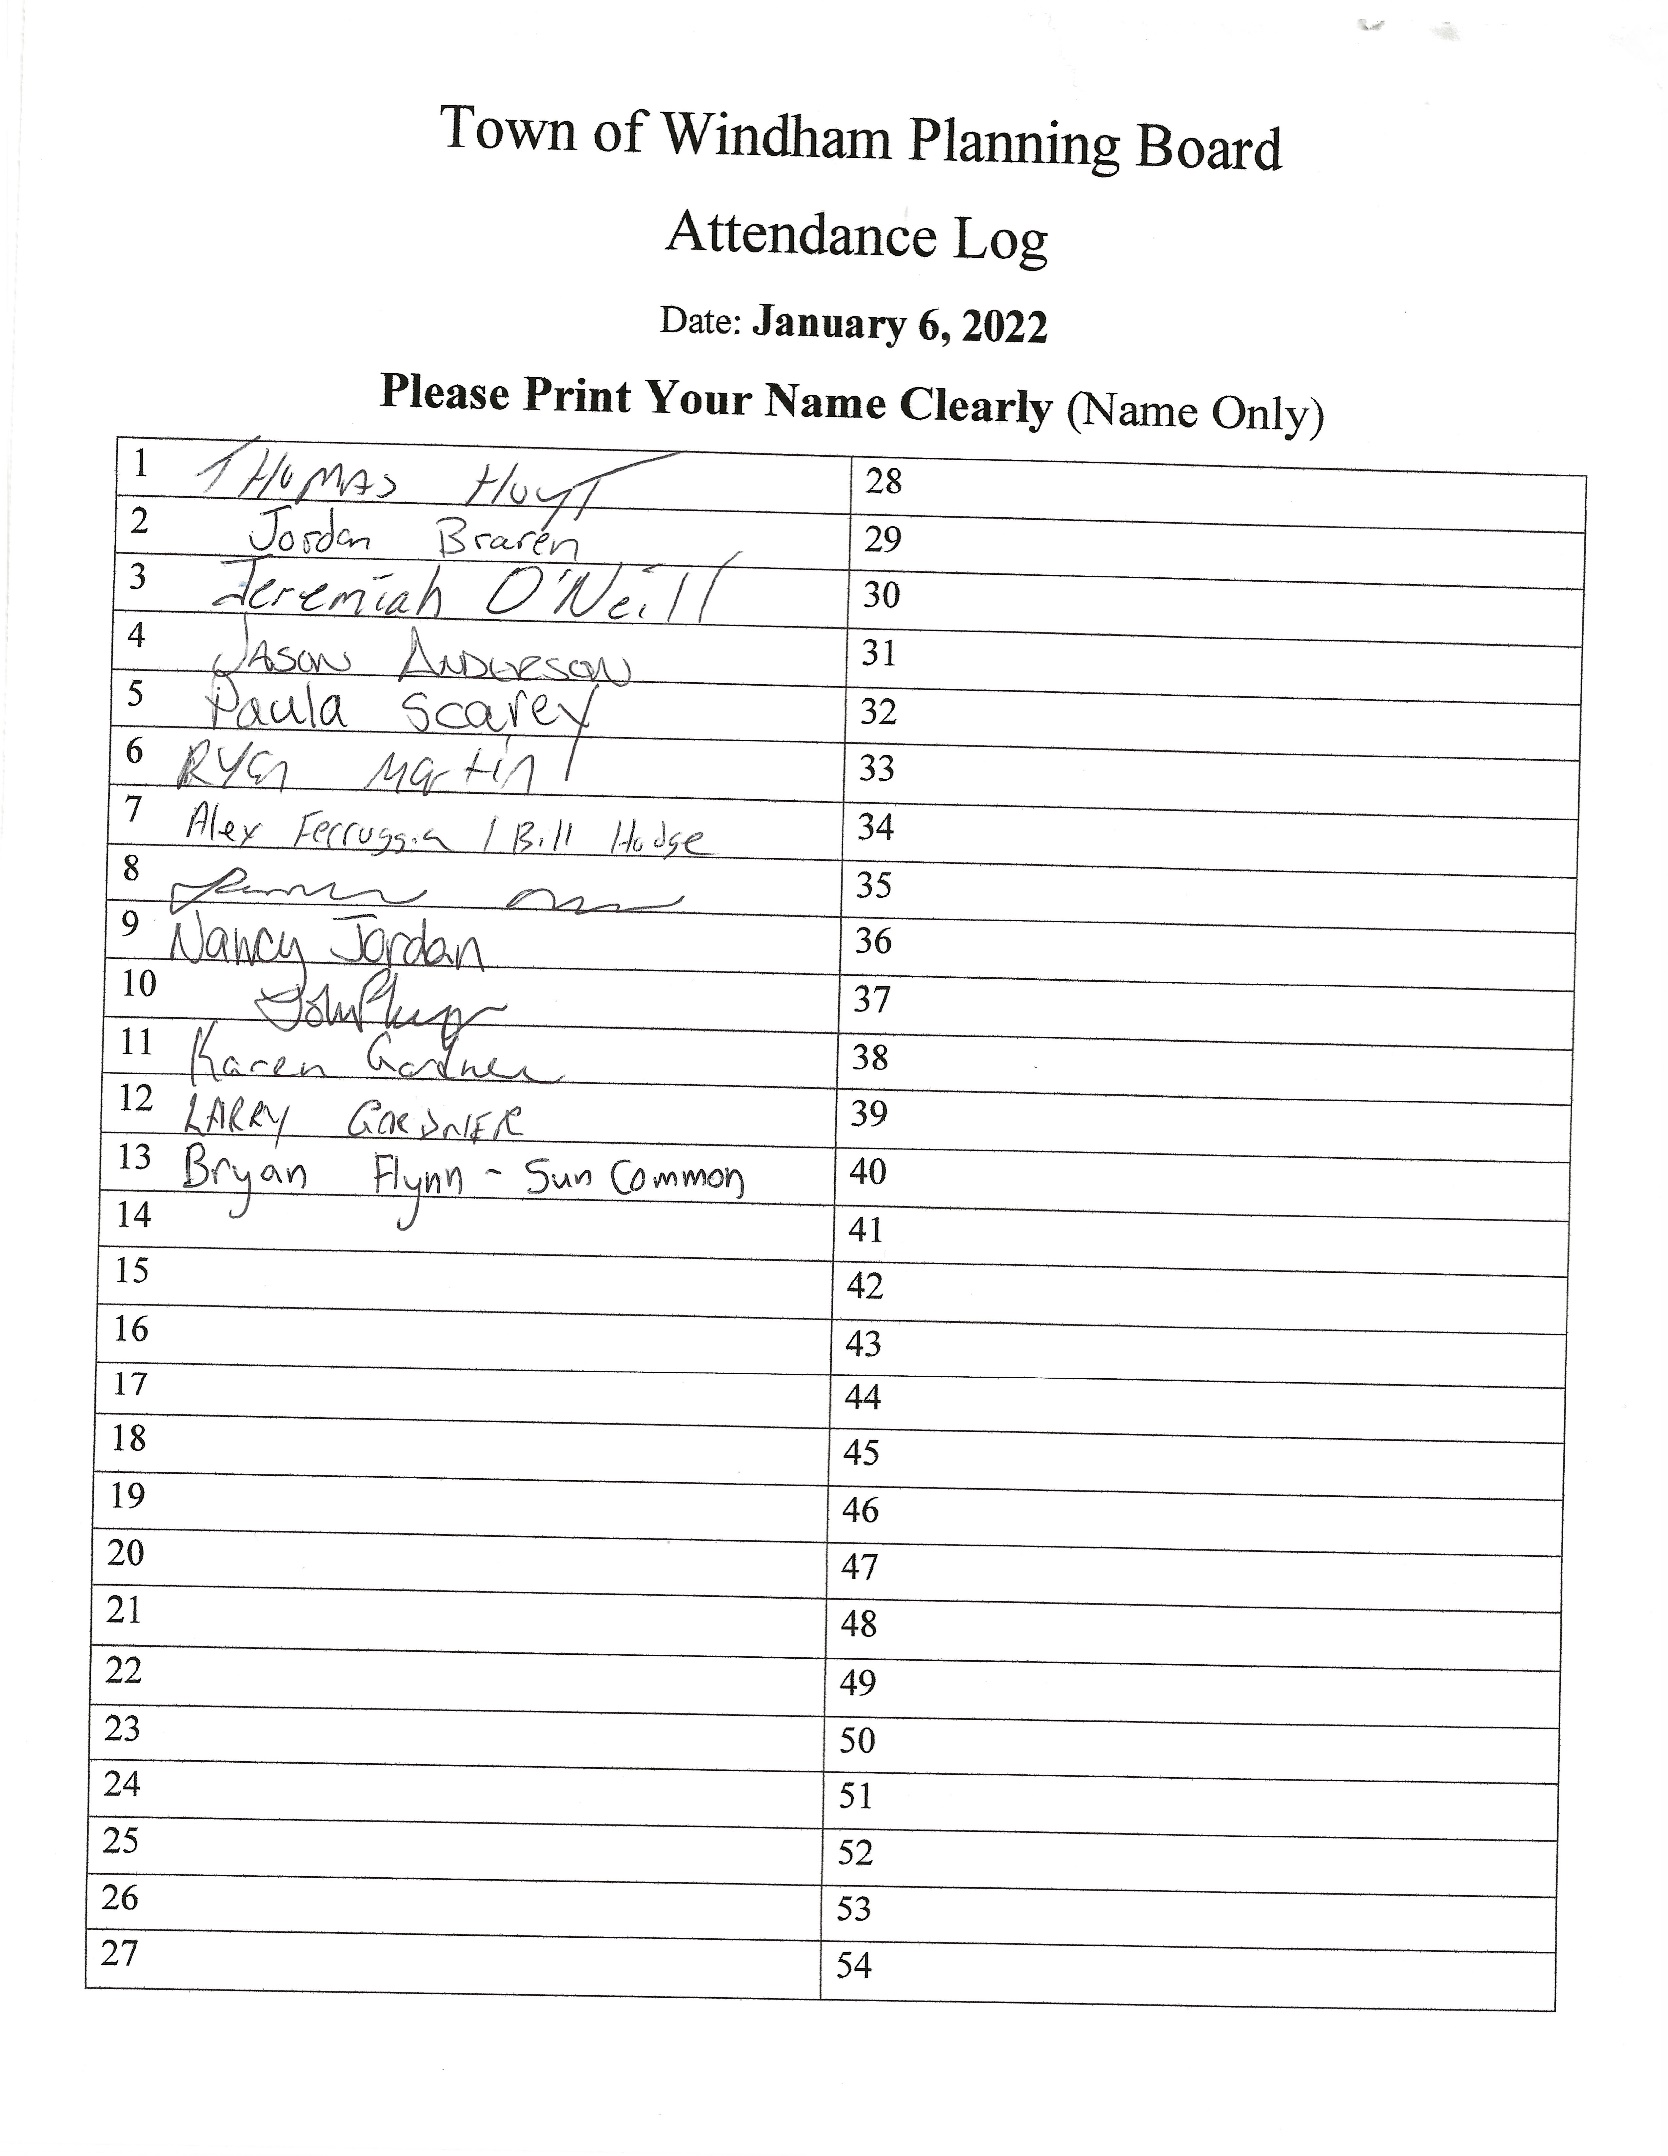 Town of Windham Planning Board
Attendance Log
Date: January 6, 2022
Please Print Your Name Clearly (Name Only)
1 THOMAS HOYT
28
2 Jordan Braren
29
3 Jeremiah O'Neill
30
4 JASON ANDERSON
31
5 Paula Scarey
32
6 RYan Martin
33
7 Alex Ferruggia / Bill Hodge
34
8
35
9 Nancy Jordan
36
10 John
37
11 Karen Gardner
38
12 LARRY GARDNER
39
13 Bryan Flynn - Sun Common
40
14
41
15
42
16
43
17
44
18
45
19
46
20
47
21
48
22
49
23
50
24
51
25
52
26
53
27
54